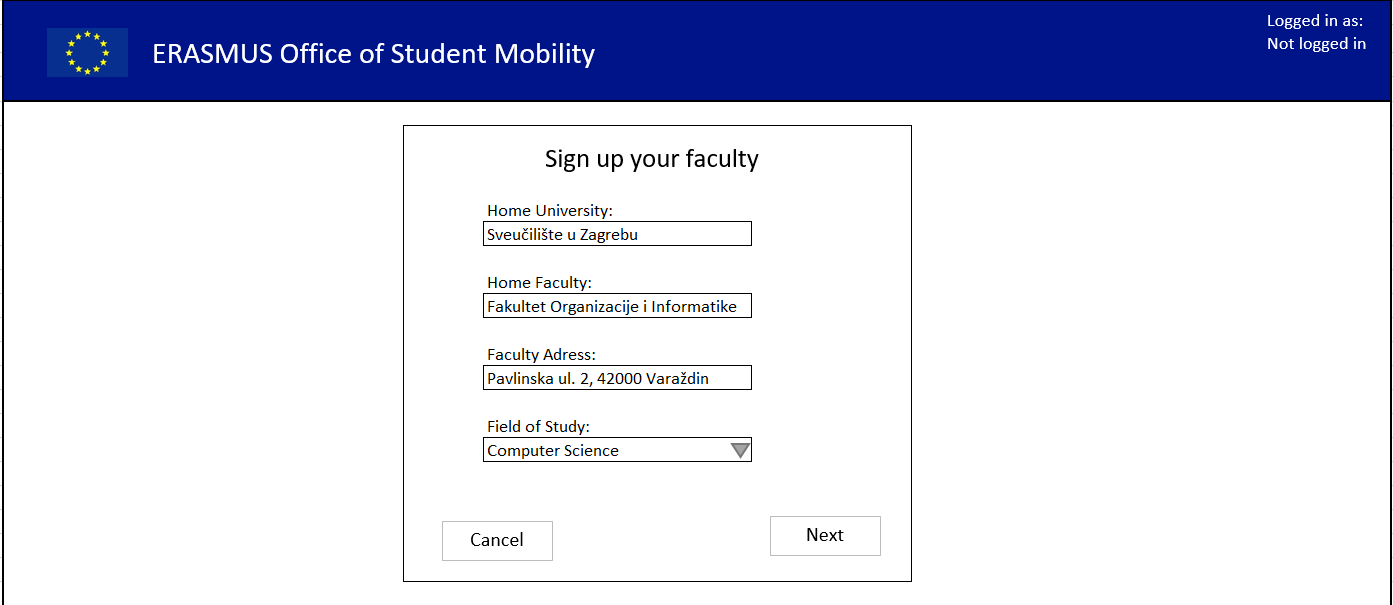 ERASMUS Office of Student Mobility
Logged in as:
Not logged in
Sign up your faculty
Home University:
Sveučilište u Zagrebu
Home Faculty:
Fakultet Organizacije i Informatike
Faculty Adress:
Pavlinska ul. 2, 42000 Varaždin
Field of Study:
Computer Science
Cancel
Next